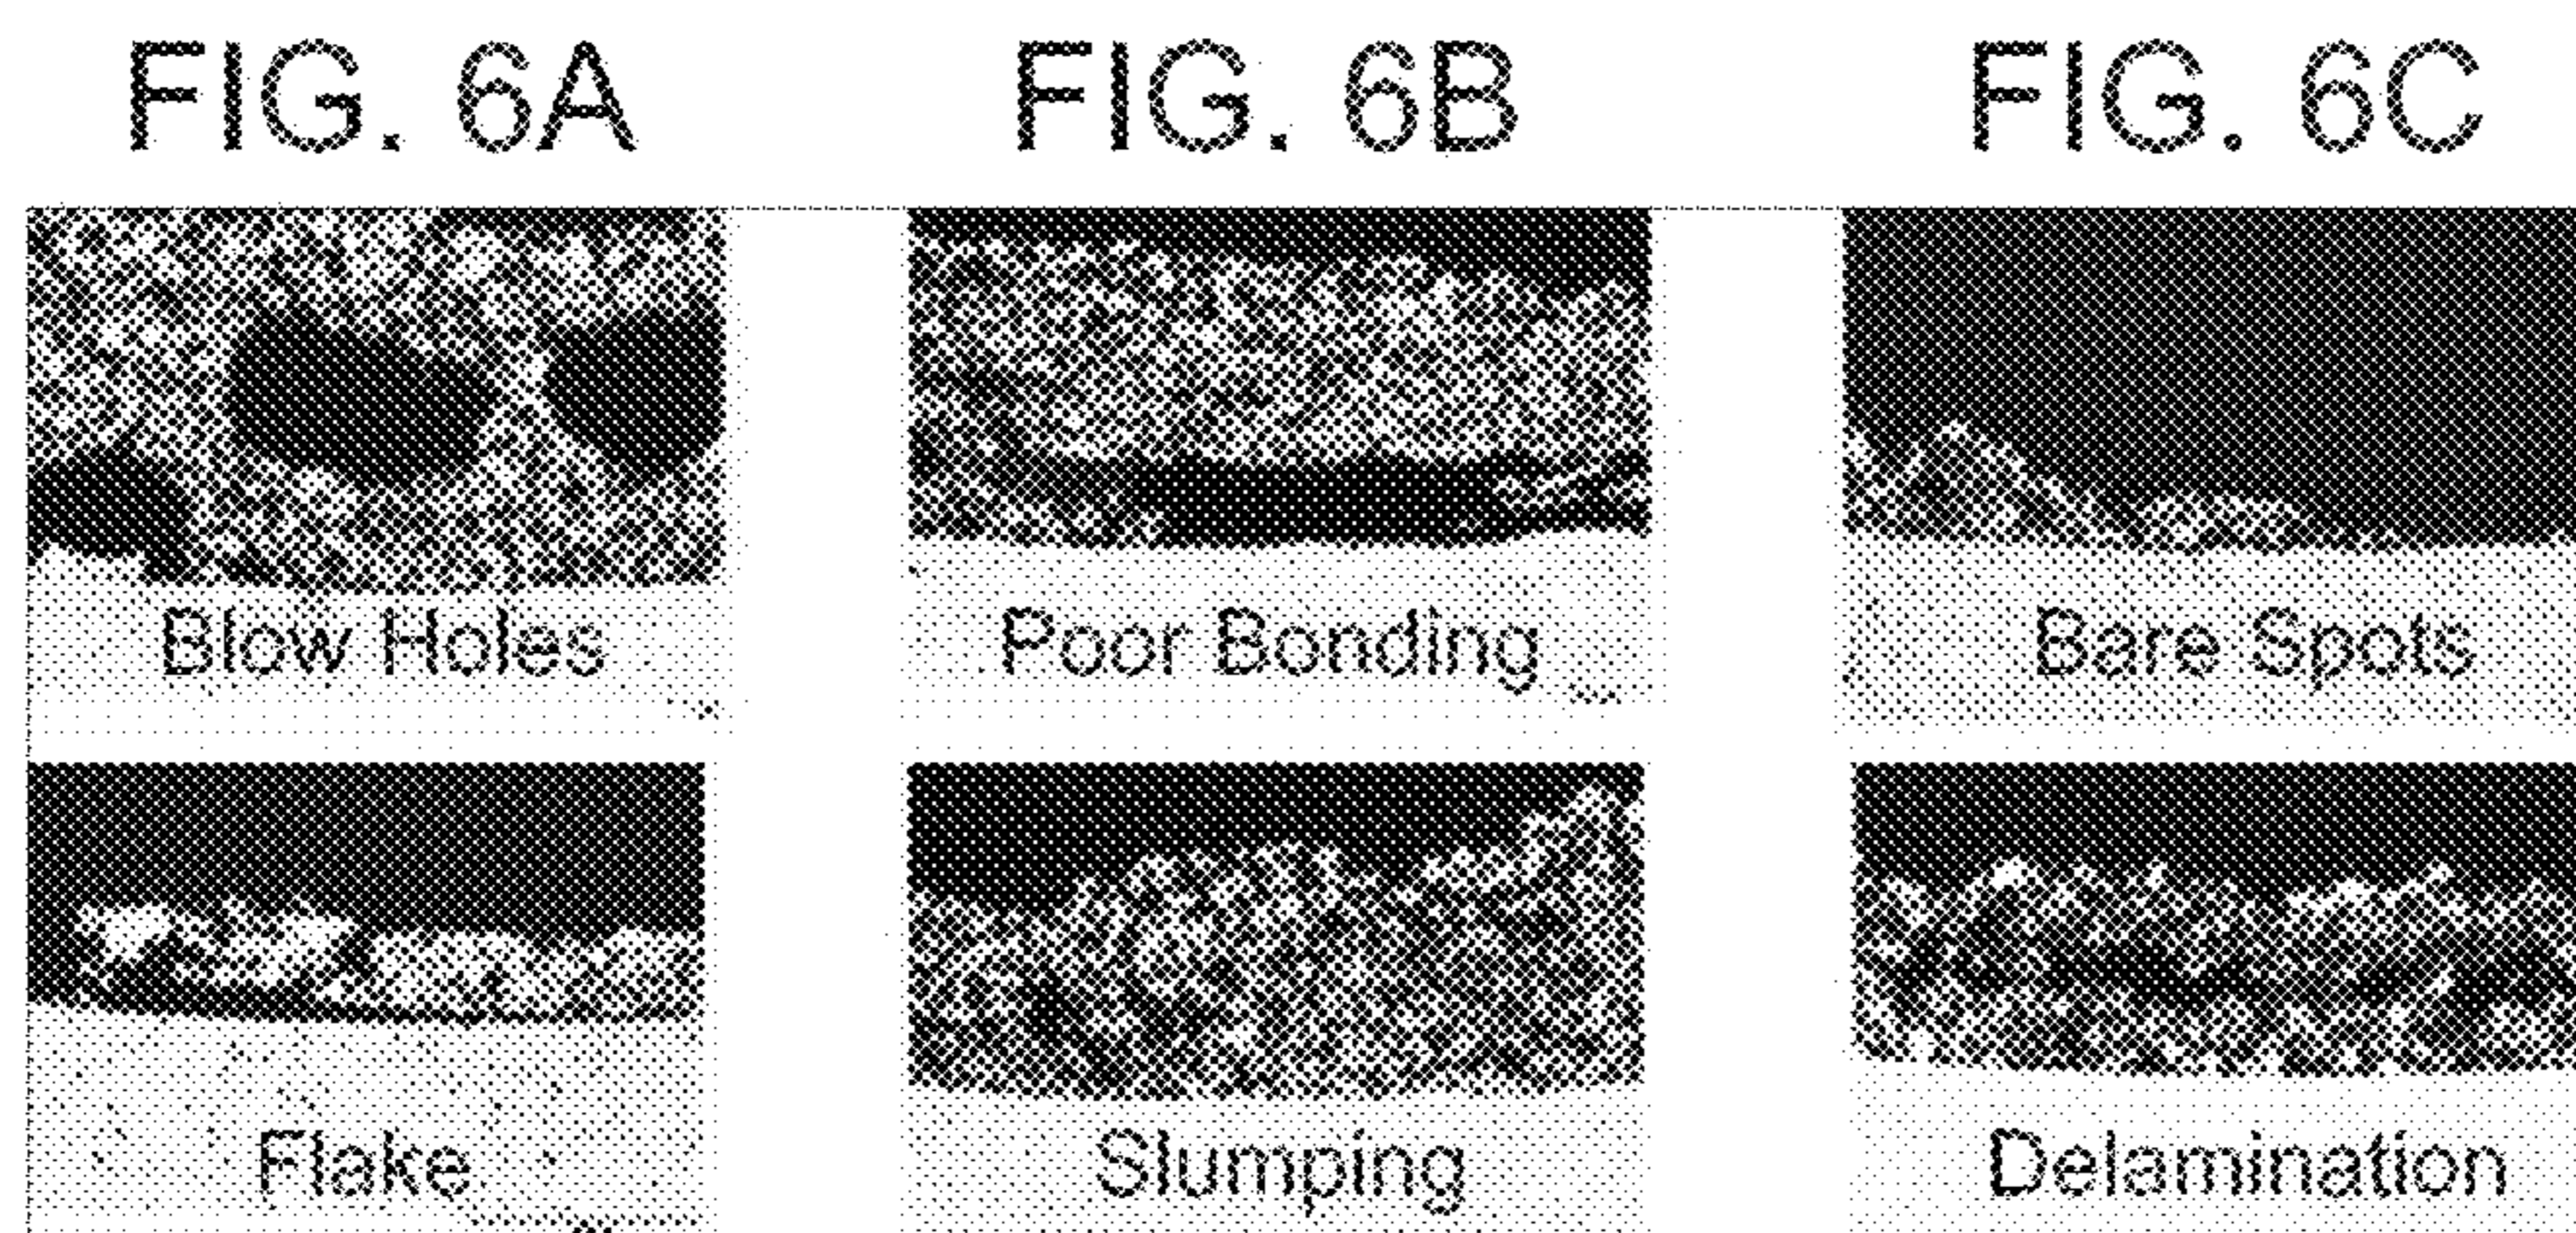 FIG. 6A FIG. 6B FIG. 6C
Blow Holes Poor Bonding Bare Spots
Flake Slumping Delamination